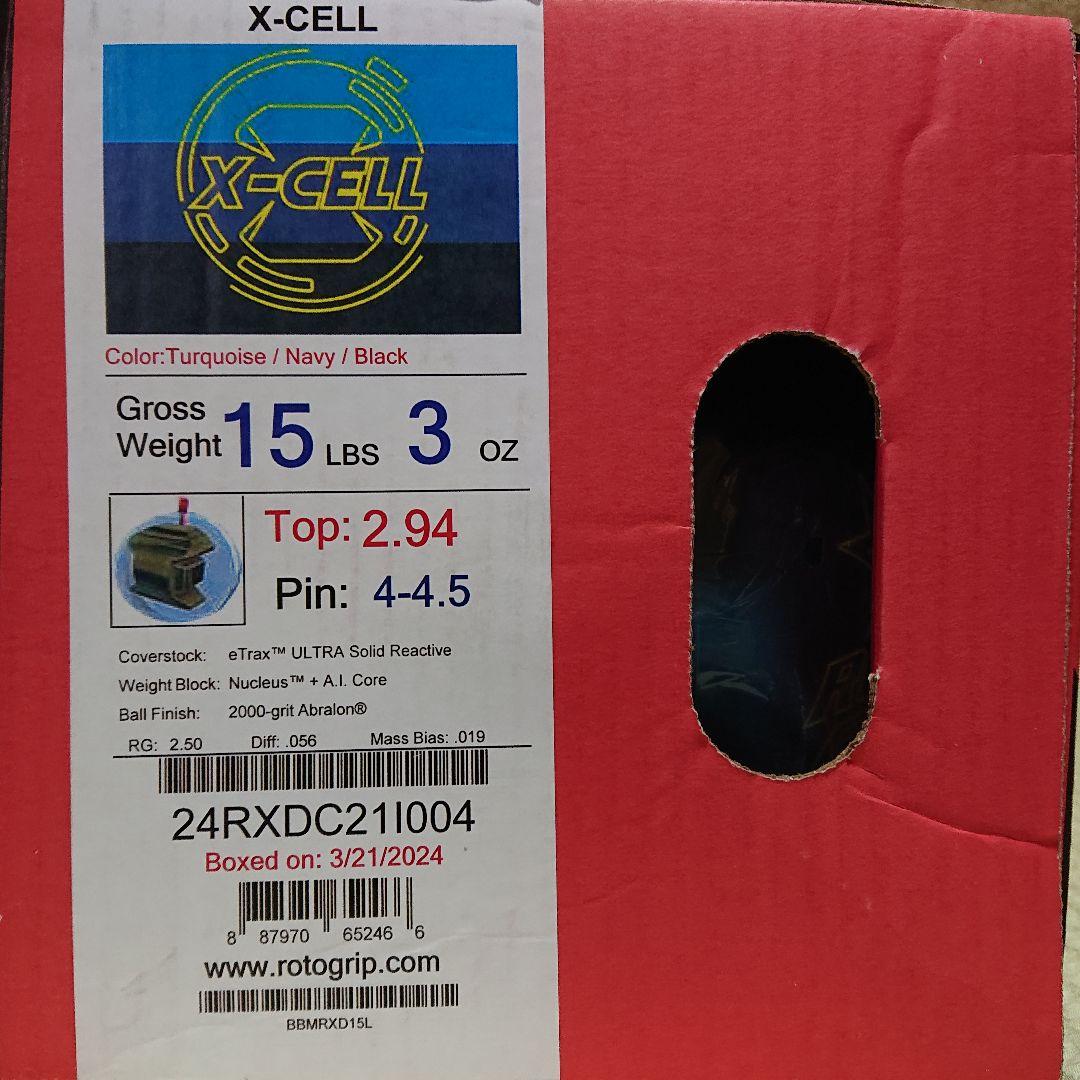 X-CELL
X-CELL
Color:Turquoise / Navy / Black
Gross Weight 15 LBS 3 OZ
Top: 2.94
Pin: 4-4.5
Coverstock: eTrax™ ULTRA Solid Reactive
Weight Block: Nucleus™ + A.I. Core
Ball Finish: 2000-grit Abralon®
RG: 2.50 Diff: .056 Mass Bias: .019
24RXDC21I004
Boxed on: 3/21/2024
8 87970 65246 6
www.rotogrip.com
BBMRXD15L